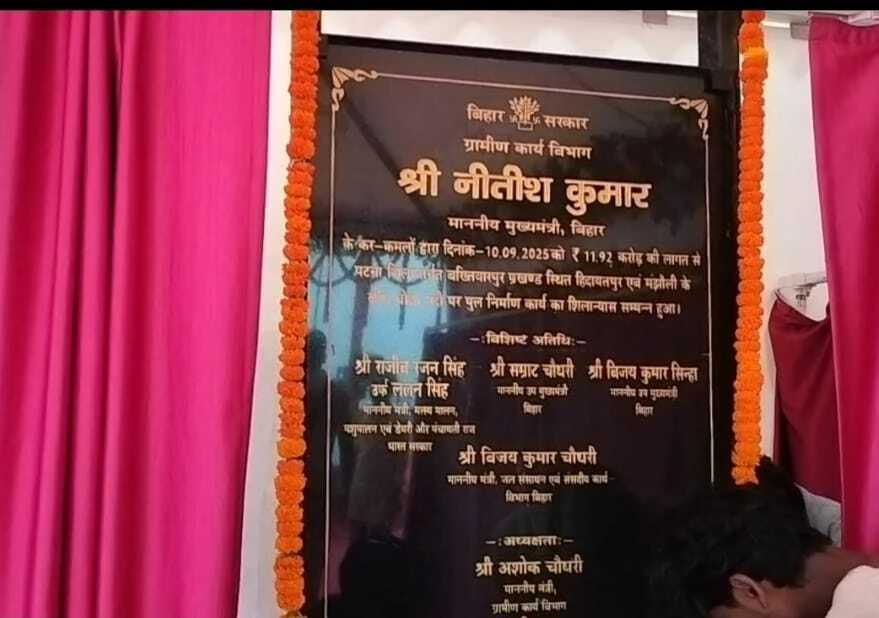 बिहार सरकार
ग्रामीण कार्य विभाग
श्री नीतीश कुमार
माननीय मुख्यमंत्री, बिहार
के कर-कमलों द्वारा दिनांक-10.09.2025 को ₹ 11.92 करोड़ की लागत से
पटना बख्तियारपुर प्रखण्ड स्थित हिदायतपुर एवं मंझौली के
पर पुल निर्माण कार्य का शिलान्यास सम्पन्न हुआ।
-:विशिष्ट अतिथि:-
श्री राजीव रंजन सिंह श्री सम्राट चौधरी श्री विजय कुमार सिन्हा
उर्फ ललन सिंह माननीय उप मुख्यमंत्री माननीय उप मुख्यमंत्री
माननीय मंत्री, मत्स्य पालन, बिहार बिहार
पशुपालन एवं डेयरी और पंचायती राज
भारत सरकार
श्री विजय कुमार चौधरी
माननीय मंत्री, जल संसाधन एवं संसदीय कार्य
विभाग बिहार
-:अध्यक्षता:-
श्री अशोक चौधरी
माननीय मंत्री,
ग्रामीण कार्य विभाग